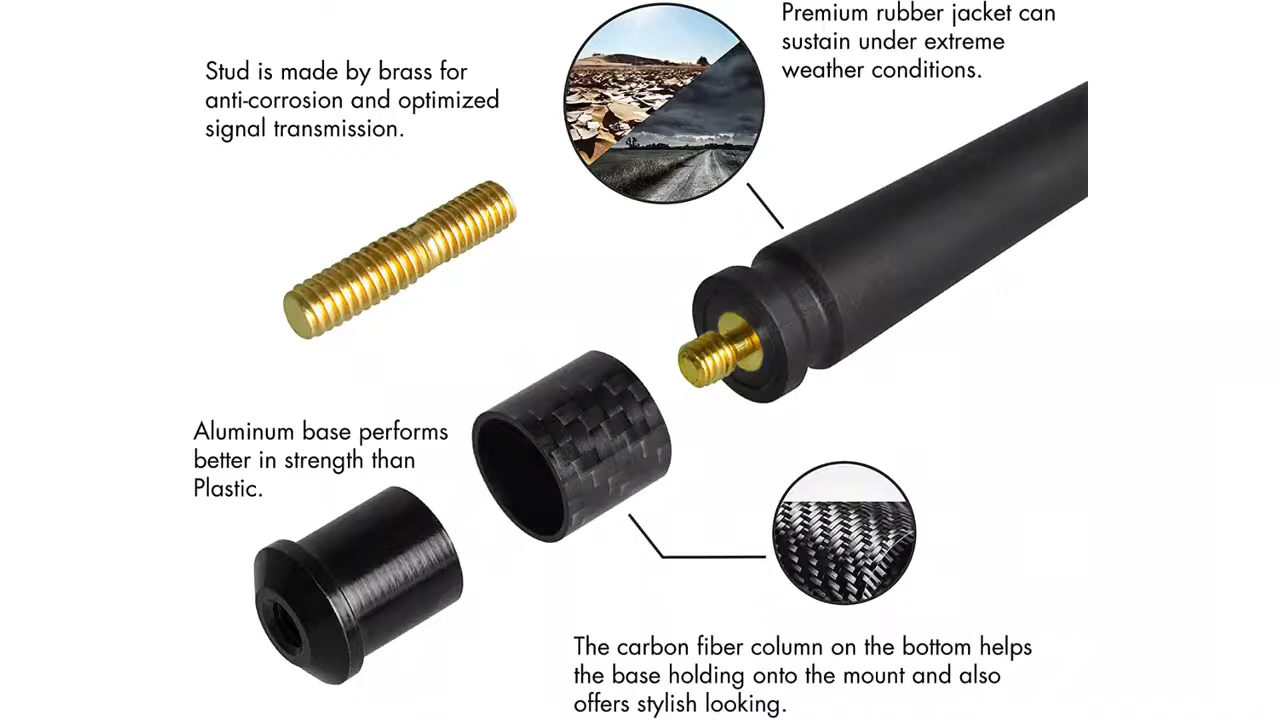 Stud is made by brass for
anti-corrosion and optimized
signal transmission.
Premium rubber jacket can
sustain under extreme
weather conditions.
Aluminum base performs
better in strength than
Plastic.
The carbon fiber column on the bottom helps
the base holding onto the mount and also
offers stylish looking.